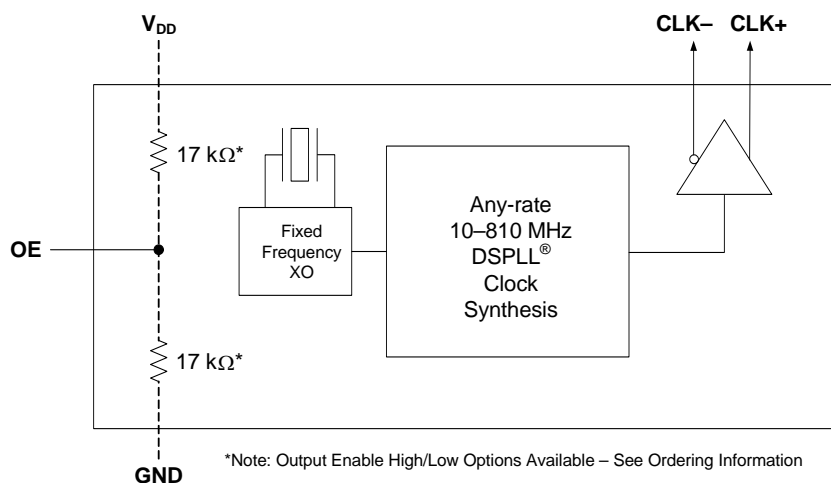 VDD
CLK– CLK+
17 kΩ*
Fixed
Frequency
XO
Any-rate
10–810 MHz
DSPLL®
Clock
Synthesis
OE
17 kΩ*
GND
*Note: Output Enable High/Low Options Available – See Ordering Information